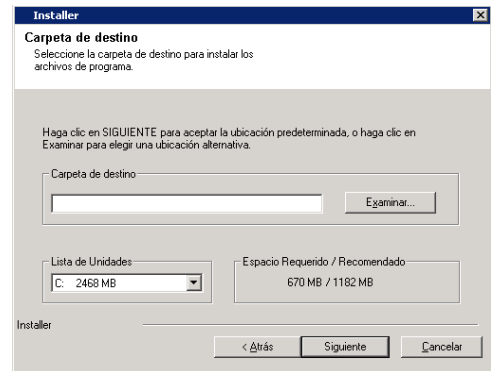 Installer
Carpeta de destino
Seleccione la carpeta de destino para instalar los
archivos de programa.
Haga clic en SIGUIENTE para aceptar la ubicación predeterminada, o haga clic en
Examinar para elegir una ubicación alternativa.
Carpeta de destino
Examinar...
Lista de Unidades
C: 2468 MB
Espacio Requerido / Recomendado
670 MB / 1182 MB
Installer
< Atrás
Siguiente
Cancelar